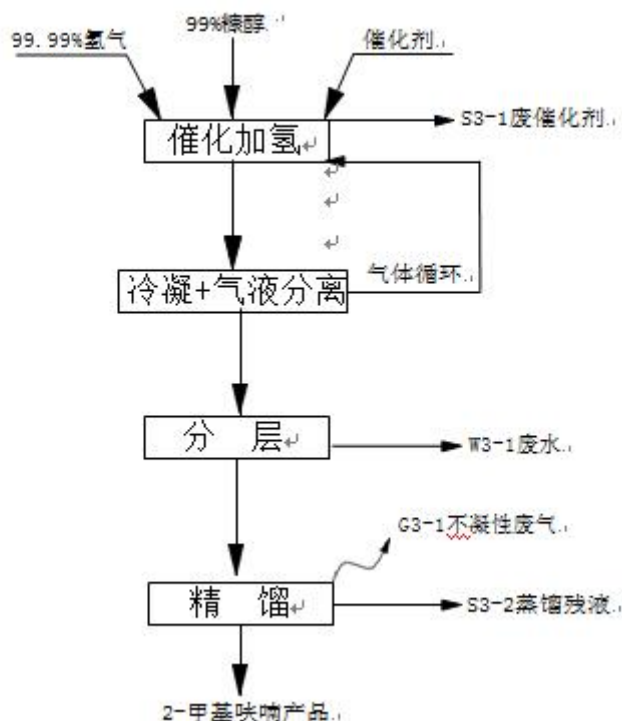 99%糠醇
99.99%氢气
催化剂
催化加氢
S3-1废催化剂
气体循环
冷凝+气液分离
分 层
W3-1废水
G3-1不凝性废气
精 馏
S3-2蒸馏残液
2-甲基呋喃产品